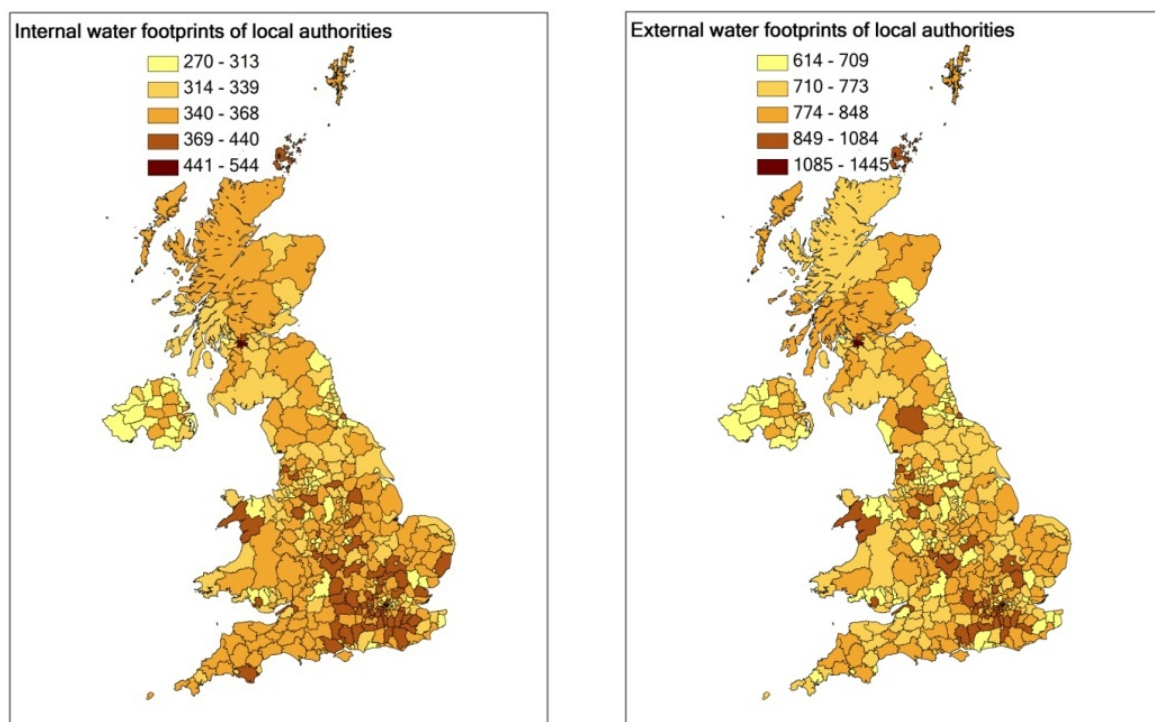 Internal water footprints of local authorities
270 - 313
314 - 339
340 - 368
369 - 440
441 - 544
External water footprints of local authorities
614 - 709
710 - 773
774 - 848
849 - 1084
1085 - 1445